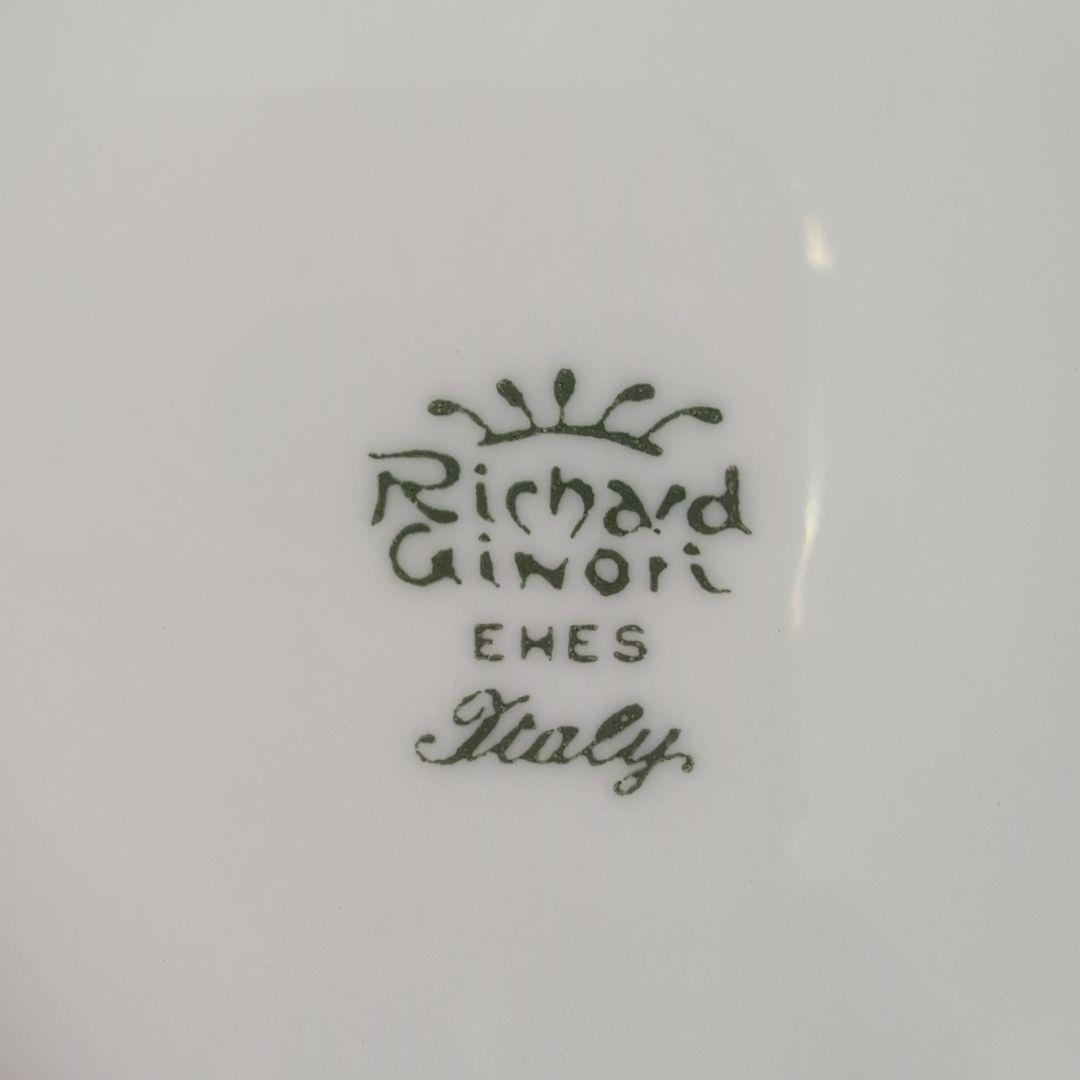 Richard
Ginori
EHES
Italy